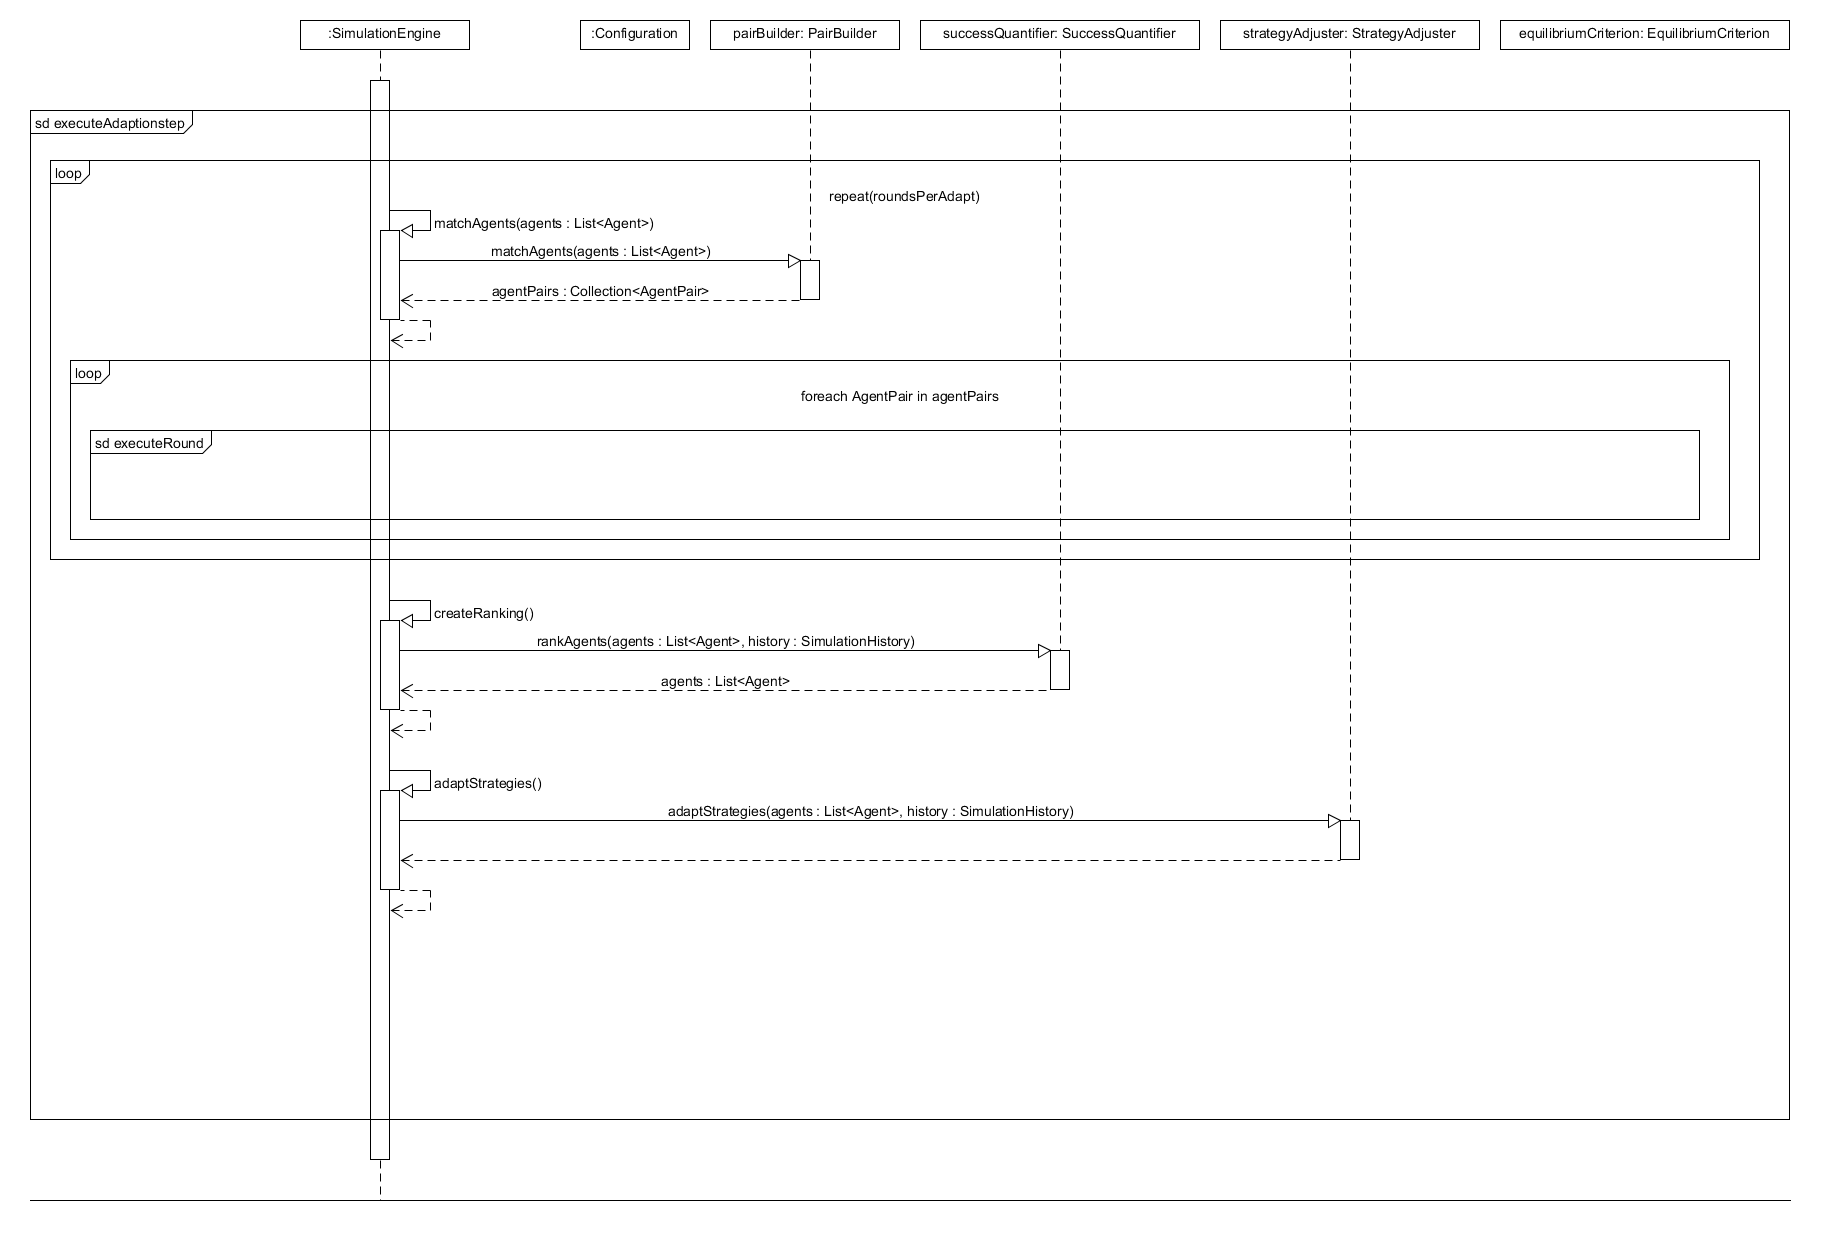 :SimulationEngine
:Configuration
pairBuilder: PairBuilder
successQuantifier: SuccessQuantifier
strategyAdjuster: StrategyAdjuster
equilibriumCriterion: EquilibriumCriterion
sd executeAdaptionstep
loop
repeat(roundsPerAdapt)
matchAgents(agents : List<Agent>)
matchAgents(agents : List<Agent>)
agentPairs : Collection<AgentPair>
loop
foreach AgentPair in agentPairs
sd executeRound
createRanking()
rankAgents(agents : List<Agent>, history : SimulationHistory)
agents : List<Agent>
adaptStrategies()
adaptStrategies(agents : List<Agent>, history : SimulationHistory)